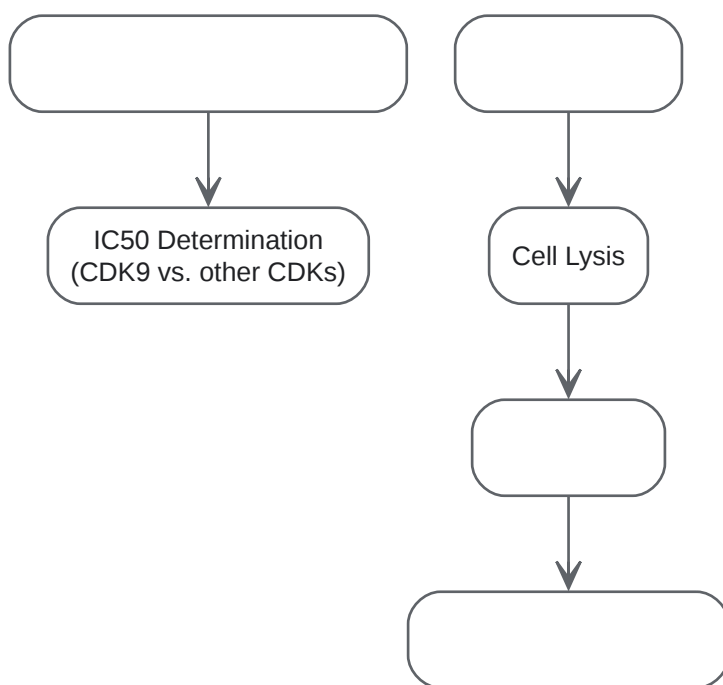 IC50 Determination
(CDK9 vs. other CDKs)
Cell Lysis